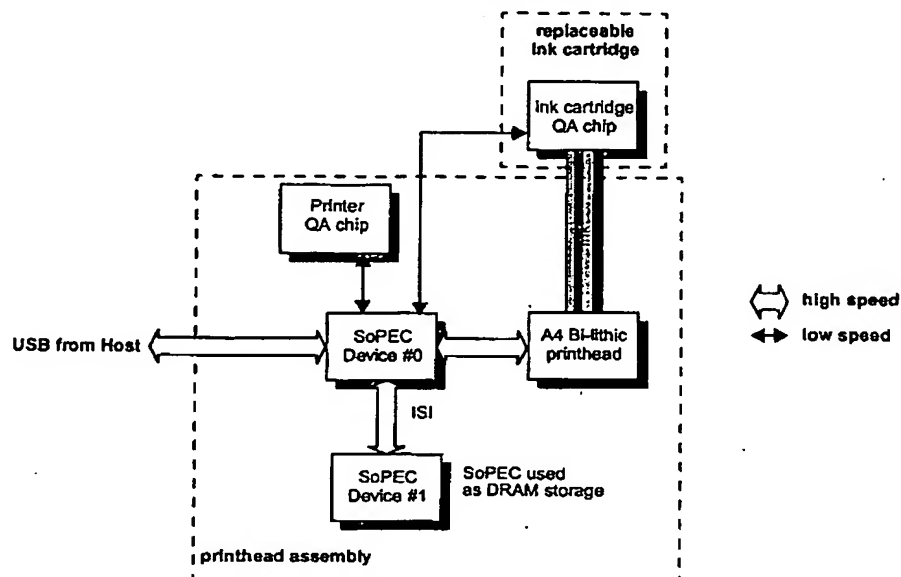 replaceable
Ink cartridge
Ink cartridge
QA chip
Printer
QA chip
high speed
low speed
USB from Host
SoPEC
Device #0
A4 Bi-lithic
printhead
ISI
SoPEC
Device #1
SoPEC used
as DRAM storage
printhead assembly